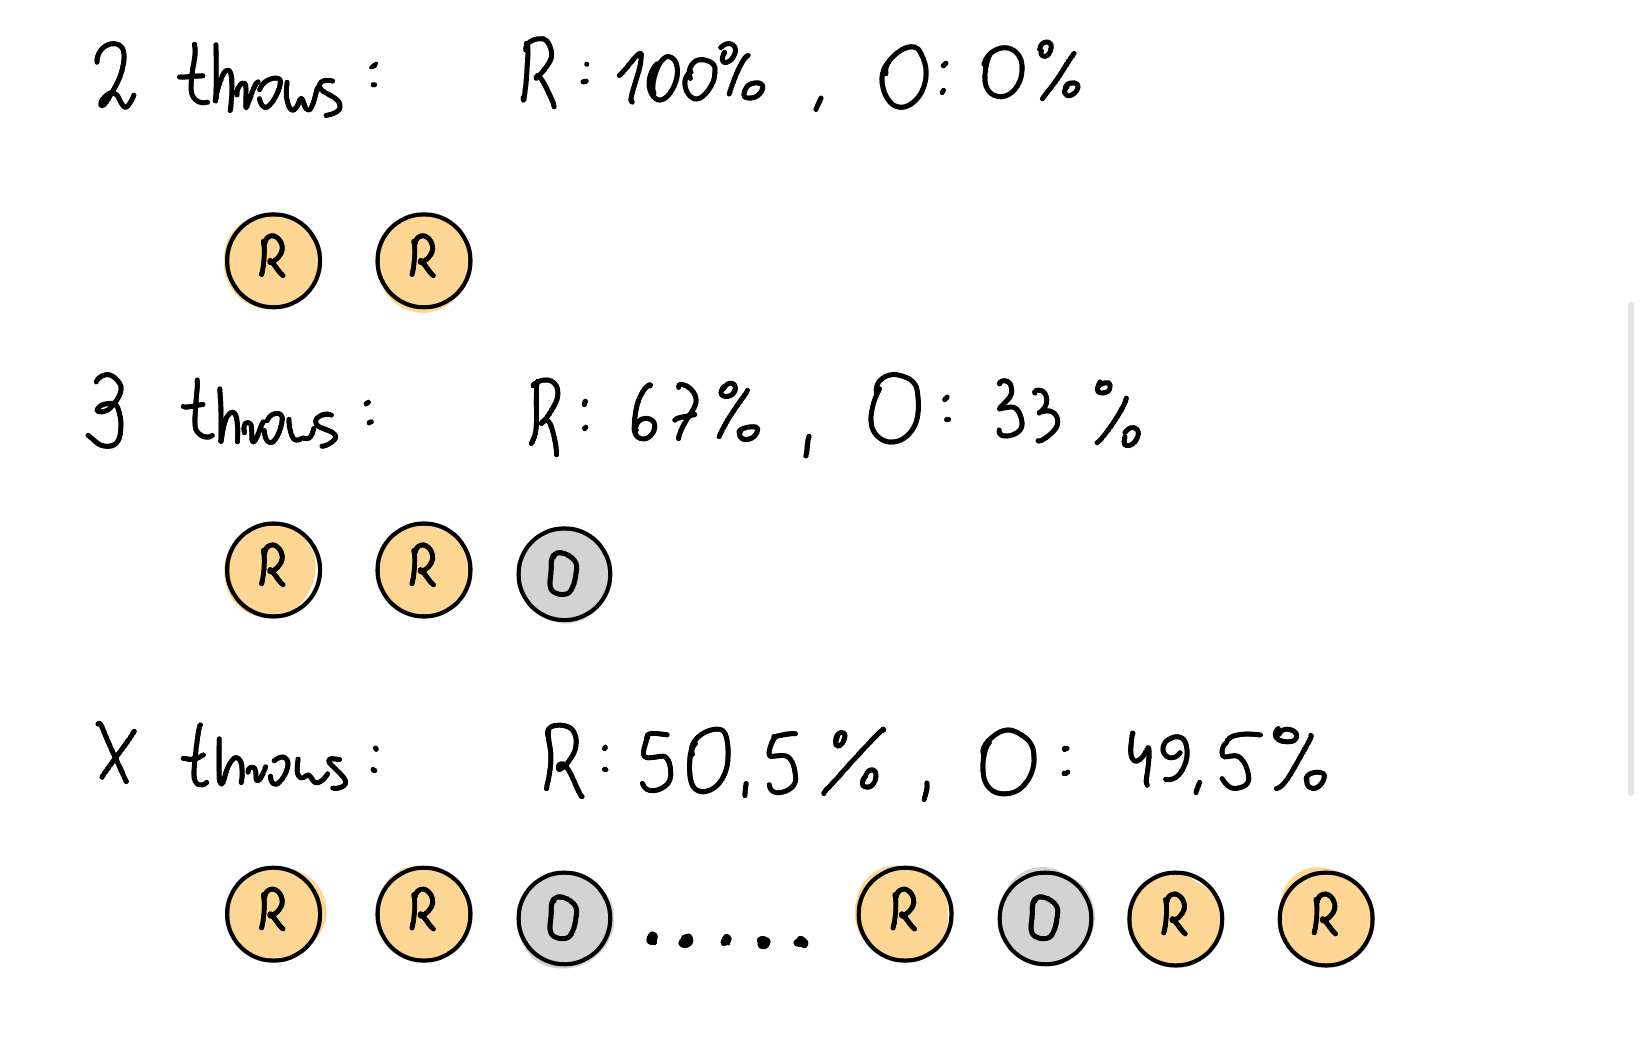 2 throws: R: 100%, O: 0%
R R
3 throws: R: 67%, O: 33%
R R O
X throws: R: 50,5%, O: 49,5%
R R O ..... R O R R